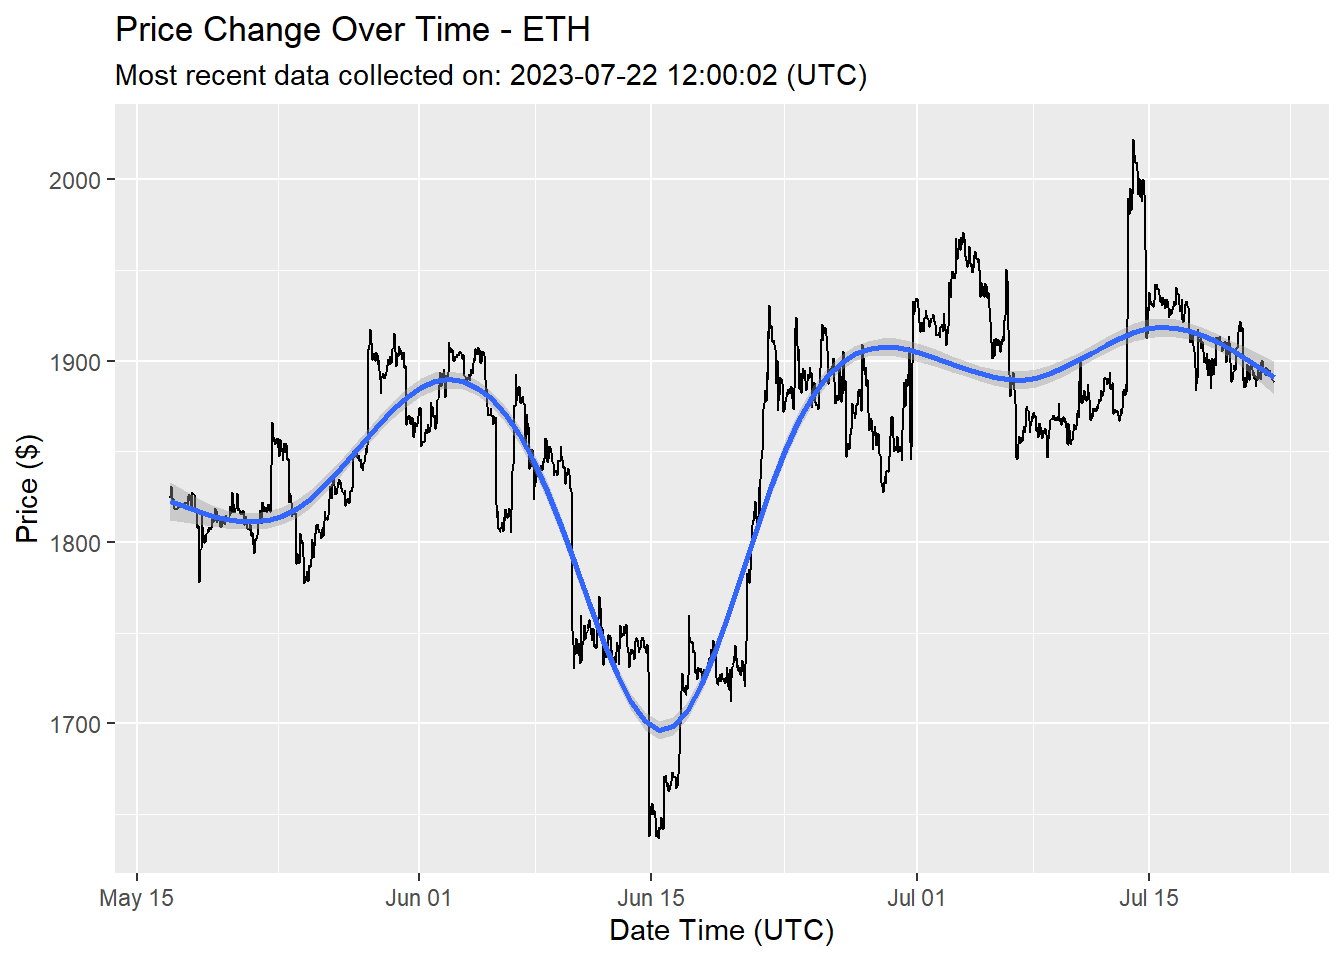 Price Change Over Time - ETH
Most recent data collected on: 2023-07-22 12:00:02 (UTC)
2000
1900
1800
1700
Price ($)
May 15
Jun 01
Jun 15
Jul 01
Jul 15
Date Time (UTC)